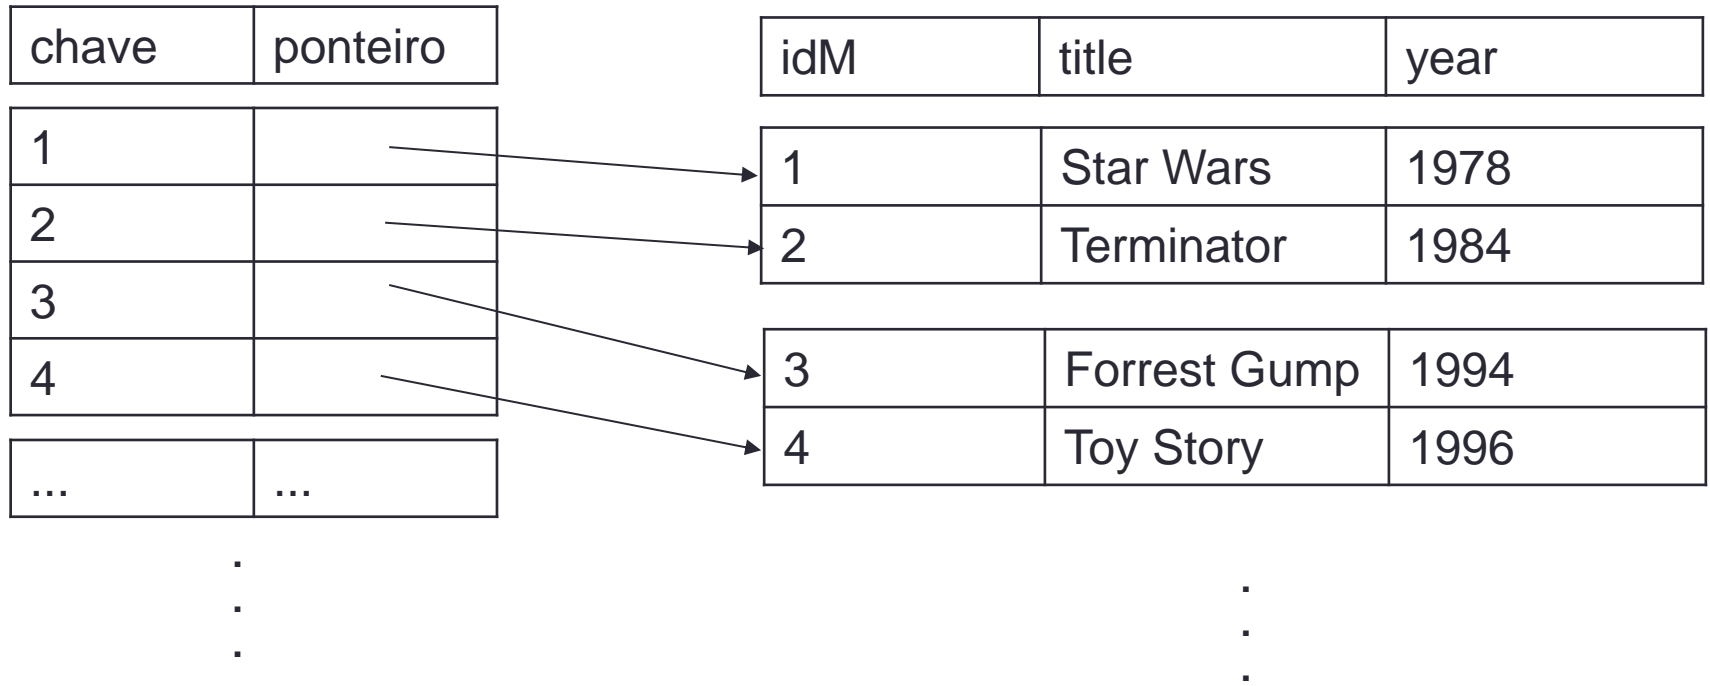 chave ponteiro
1
2
3
4
... ...
.
.
.
idM title year
1 Star Wars 1978
2 Terminator 1984
3 Forrest Gump 1994
4 Toy Story 1996
.
.
.